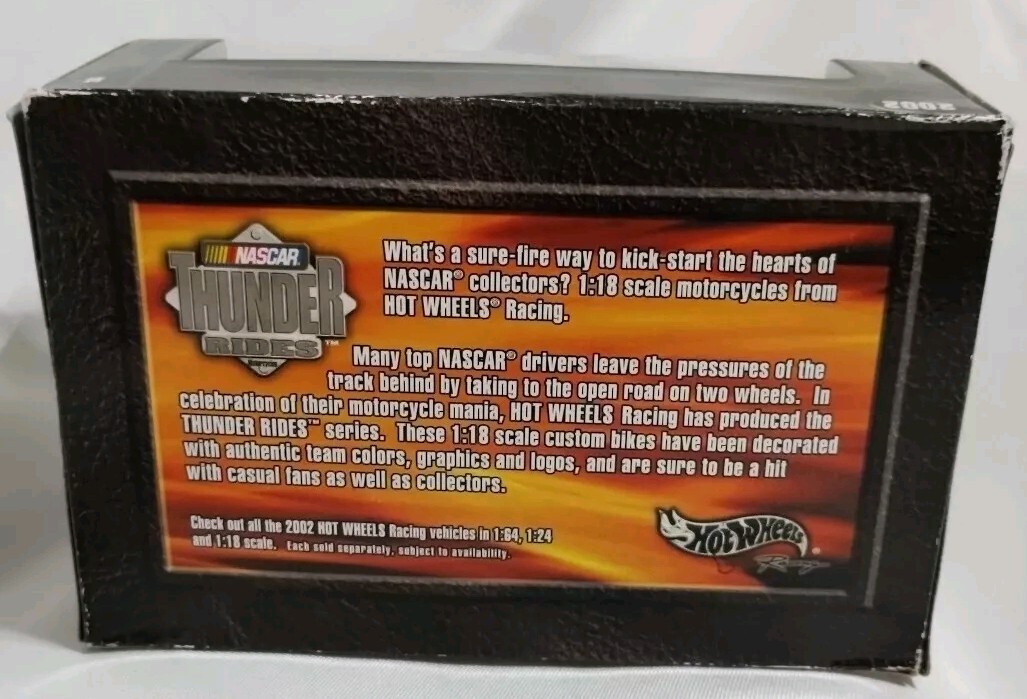 2002
NASCAR
THUNDER
RIDES™
What's a sure-fire way to kick-start the hearts of
NASCAR® collectors? 1:18 scale motorcycles from
HOT WHEELS® Racing.
Many top NASCAR® drivers leave the pressures of the
track behind by taking to the open road on two wheels. In
celebration of their motorcycle mania, HOT WHEELS Racing has produced the
THUNDER RIDES™ series. These 1:18 scale custom bikes have been decorated
with authentic team colors, graphics and logos, and are sure to be a hit
with casual fans as well as collectors.
Check out all the 2002 HOT WHEELS Racing vehicles in 1:64, 1:24
and 1:18 scale. Each sold separately, subject to availability.
Hot Wheels®
Racing